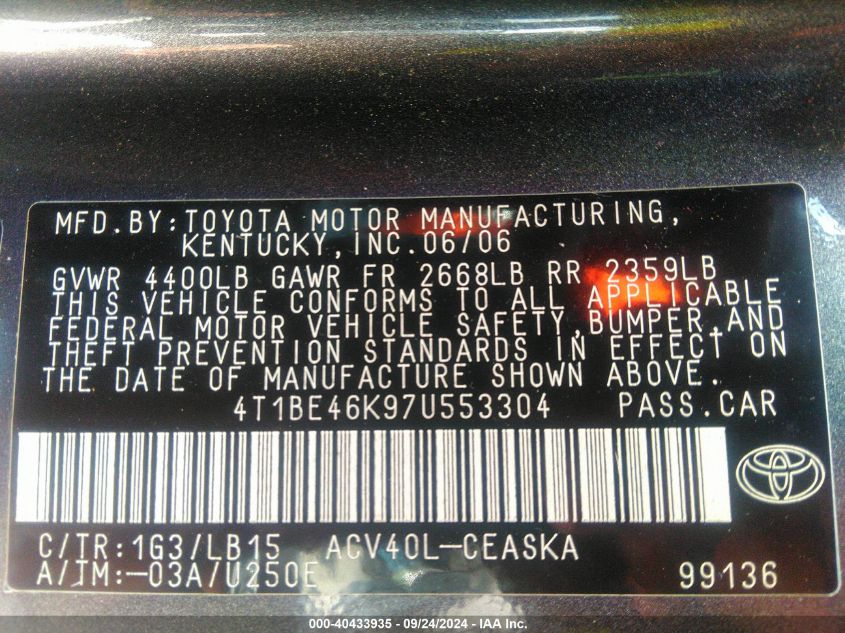 MFD.BY:TOYOTA MOTOR MANUFACTURING,
KENTUCKY,INC.06/06
GVWR 4400LB GAWR FR 2668LB RR 2359LB
THIS VEHICLE CONFORMS TO ALL APPLICABLE
FEDERAL MOTOR VEHICLE SAFETY,BUMPER,AND
THEFT PREVENTION STANDARDS IN EFFECT ON
THE DATE OF MANUFACTURE SHOWN ABOVE.
4T1BE46K97U553304 PASS.CAR
C/TR:1G3/LB15 ACV40L-CEASKA
A/TM:-03A/U250E 99136
000-40433935 - 09/24/2024 - IAA Inc.